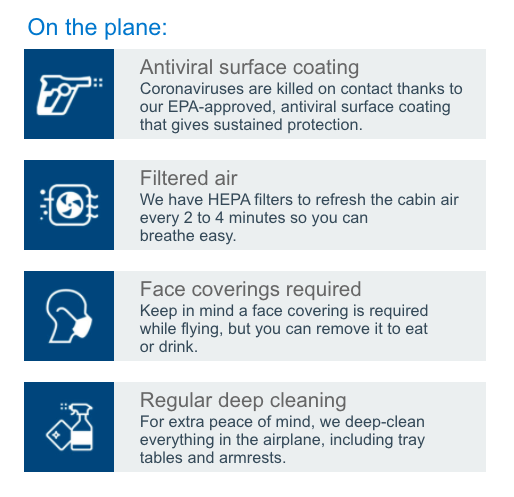 On the plane:
Antiviral surface coating
Coronaviruses are killed on contact thanks to
our EPA-approved, antiviral surface coating
that gives sustained protection.
Filtered air
We have HEPA filters to refresh the cabin air
every 2 to 4 minutes so you can
breathe easy.
Face coverings required
Keep in mind a face covering is required
while flying, but you can remove it to eat
or drink.
Regular deep cleaning
For extra peace of mind, we deep-clean
everything in the airplane, including tray
tables and armrests.